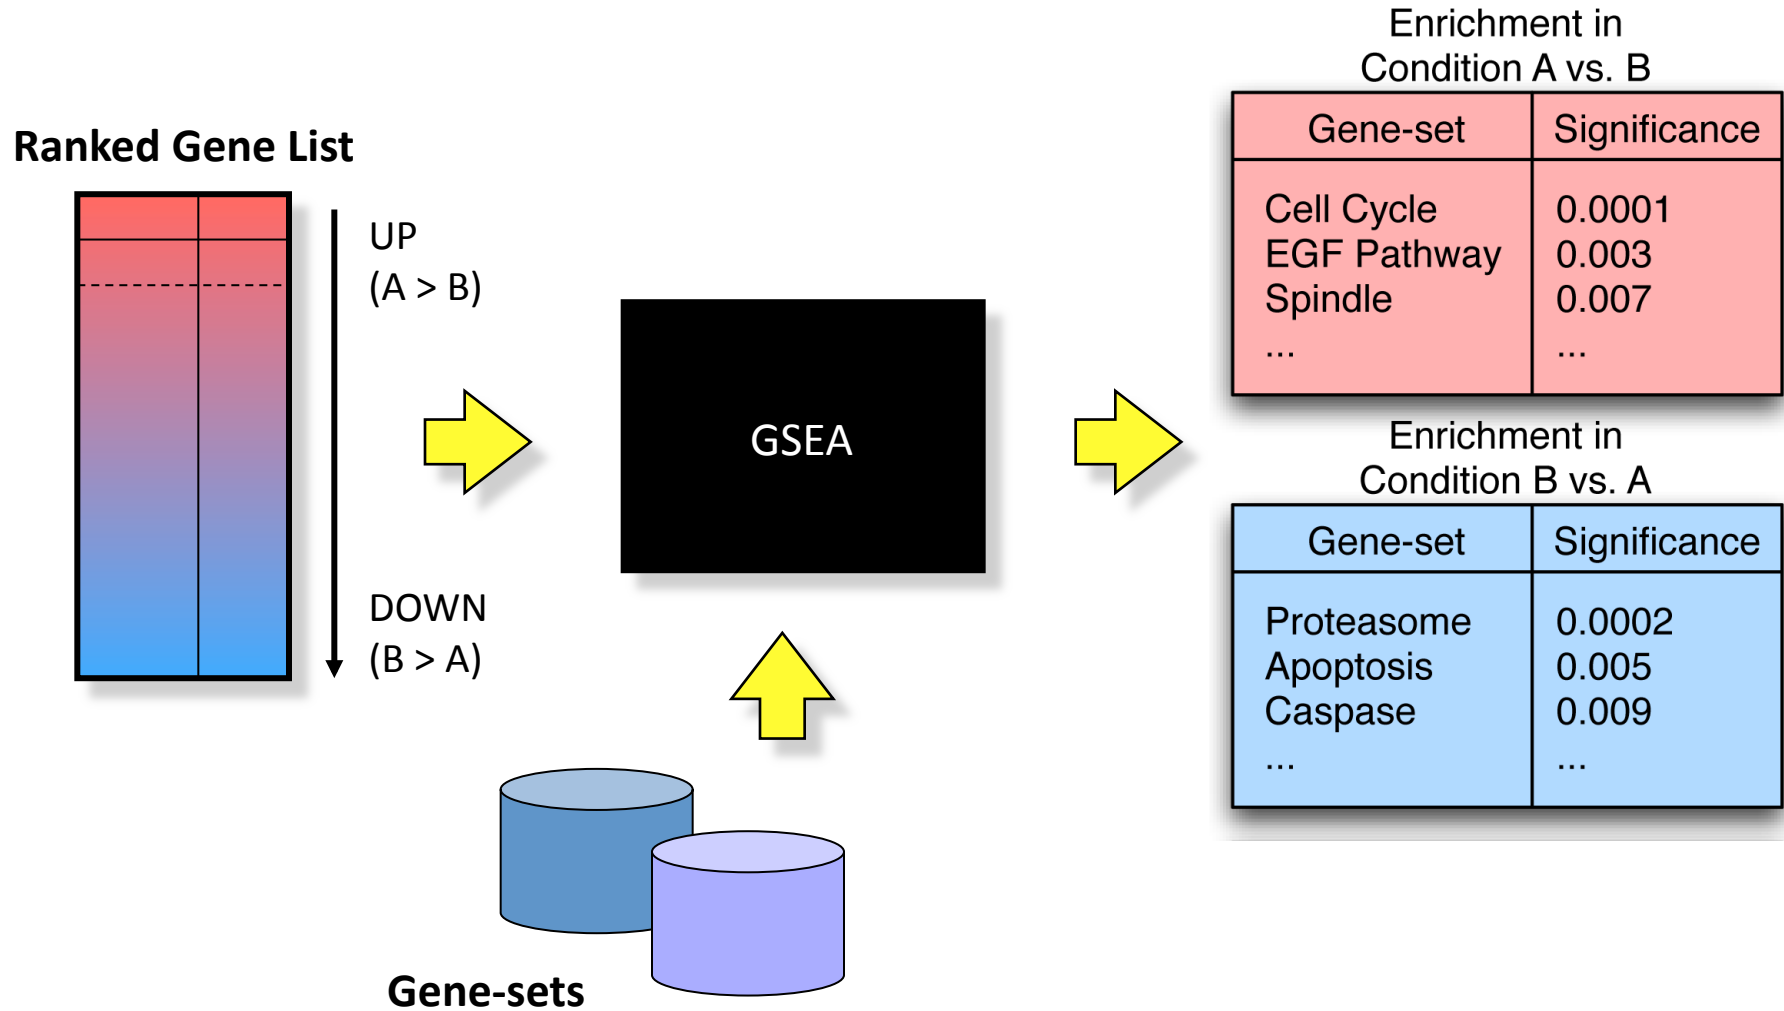 Ranked Gene List
UP
(A > B)
DOWN
(B > A)
GSEA
Gene-sets
Enrichment in
Condition A vs. B
Gene-set Significance
Cell Cycle 0.0001
EGF Pathway 0.003
Spindle 0.007
... ...
Enrichment in
Condition B vs. A
Gene-set Significance
Proteasome 0.0002
Apoptosis 0.005
Caspase 0.009
... ...